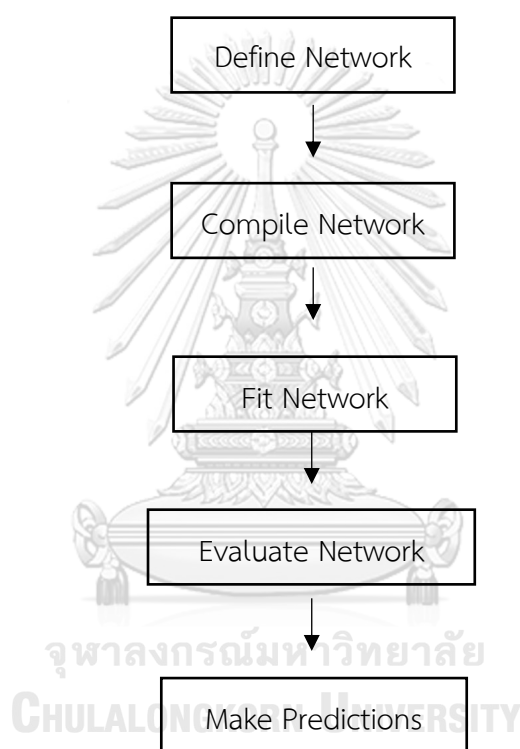 Define Network
Compile Network
Fit Network
Evaluate Network
จุฬาลงกรณ์มหาวิทยาลัย
CHULALONGKORN UNIVERSITY
Make Predictions